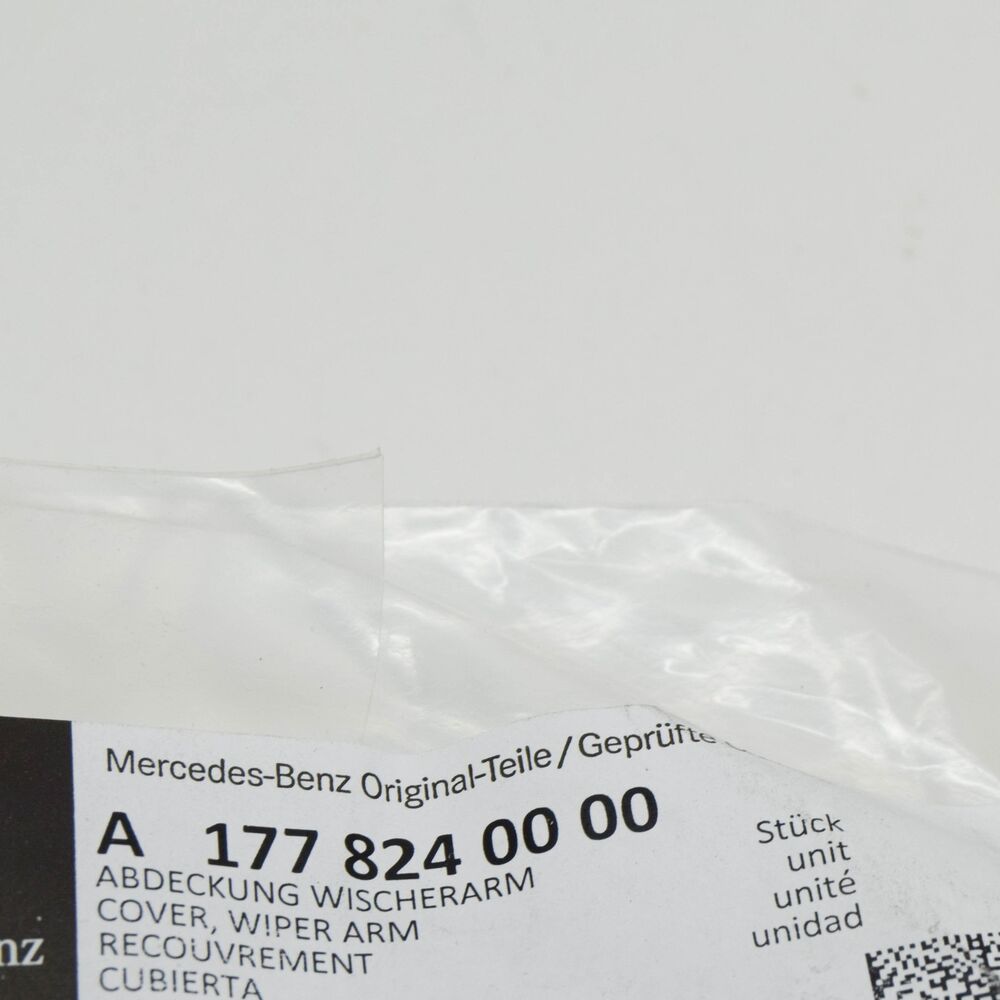 Mercedes-Benz Original-Teile / Geprüfte
A 177 824 00 00
ABDECKUNG WISCHERARM
COVER, WIPER ARM
RECOUVREMENT
CUBIERTA
Stück
unit
unité
unidad
nz